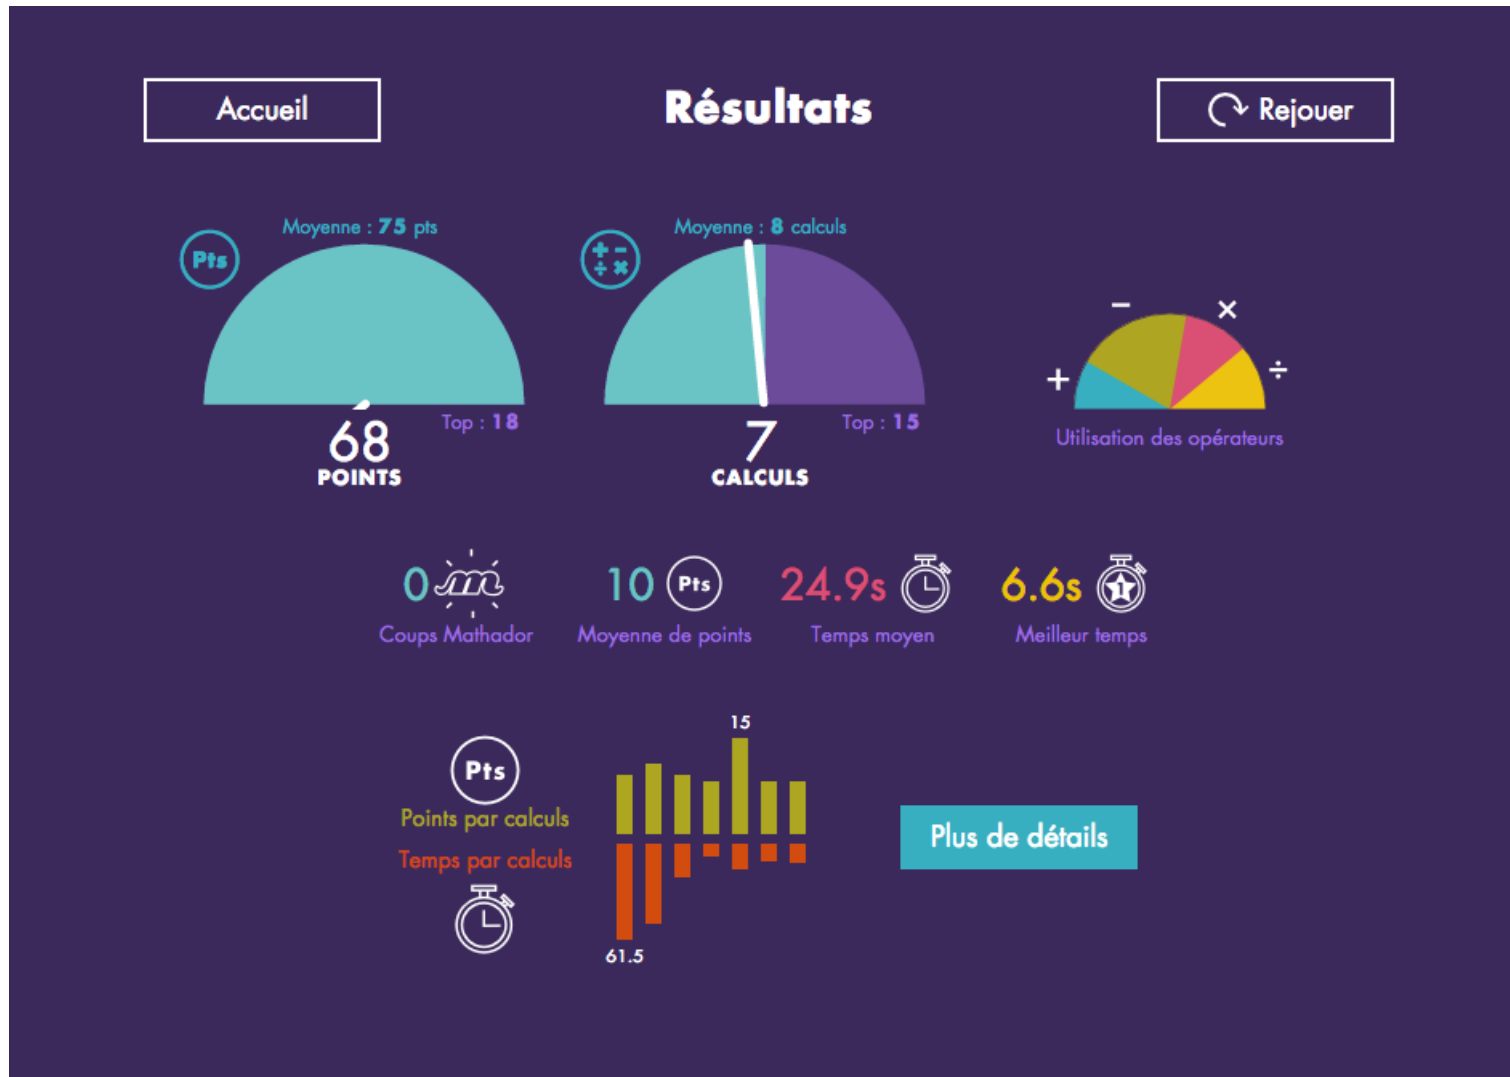 Accueil
Résultats
Rejouer
Pts
Moyenne : 75 pts
Top : 18
68
POINTS
Moyenne : 8 calculs
Top : 15
7
CALCULS
+
−
×
÷
Utilisation des opérateurs
0
Coups Mathador
10 Pts
Moyenne de points
24.9s
Temps moyen
6.6s
1
Meilleur temps
Pts
Points par calculs
Temps par calculs
15
61.5
Plus de détails